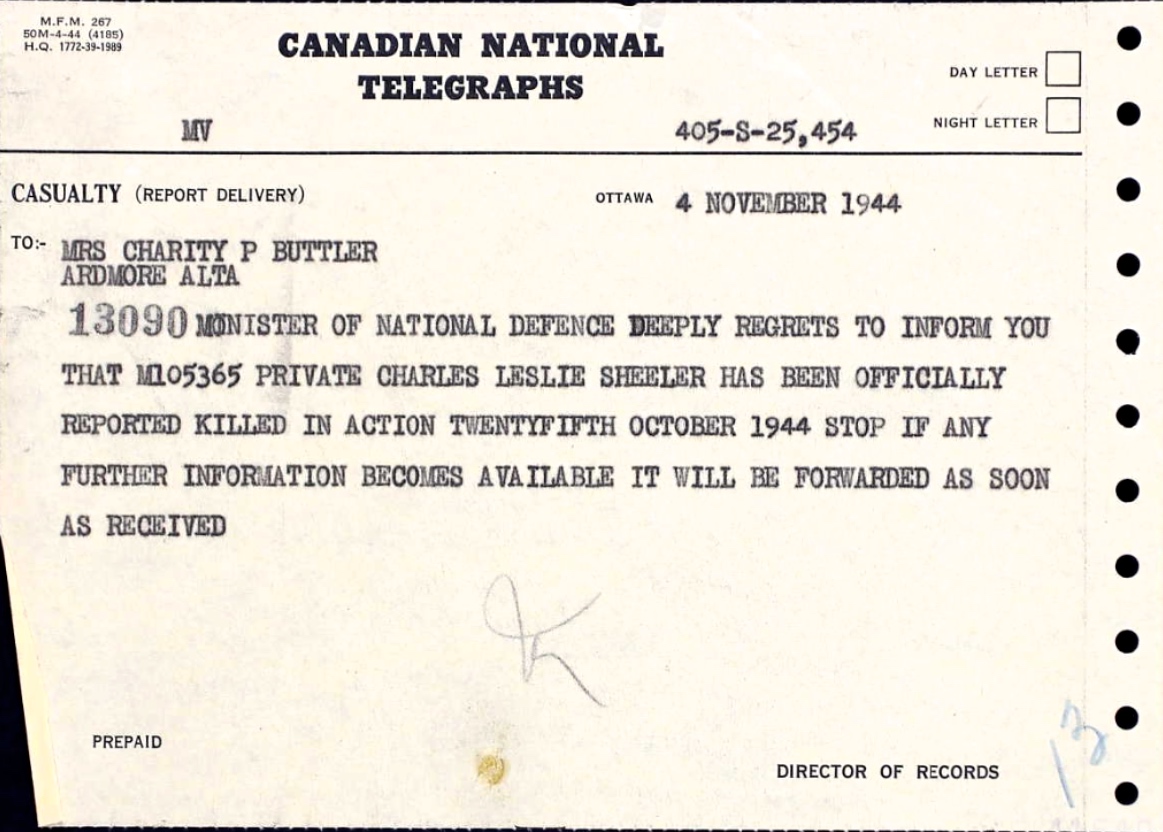 M.F.M. 267
50M-4-44 (4185)
H.Q. 1772-39-1989
CANADIAN NATIONAL
TELEGRAPHS
DAY LETTER
NIGHT LETTER
MV 405-S-25,454
CASUALTY (REPORT DELIVERY) OTTAWA 4 NOVEMBER 1944
TO:- MRS CHARITY P BUTTLER
ARDMORE ALTA
13090 MINISTER OF NATIONAL DEFENCE DEEPLY REGRETS TO INFORM YOU
THAT M105365 PRIVATE CHARLES LESLIE SHEELER HAS BEEN OFFICIALLY
REPORTED KILLED IN ACTION TWENTYFIFTH OCTOBER 1944 STOP IF ANY
FURTHER INFORMATION BECOMES AVAILABLE IT WILL BE FORWARDED AS SOON
AS RECEIVED
PREPAID
DIRECTOR OF RECORDS